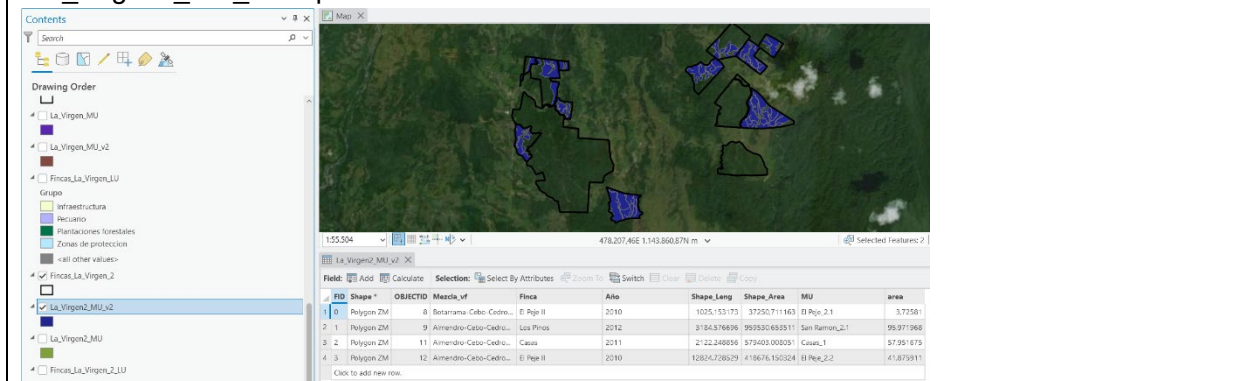 Contents
Search
Drawing Order
La_Virgen_MU
La_Virgen_MU_v2
Fincas_La_Virgen_LU
Grupo
Infraestructura
Pecuario
Plantaciones forestales
Zonas de proteccion
<all other values>
Fincas_La_Virgen_2
La_Virgen2_MU_v2
La_Virgen2_MU
Fincas_La_Virgen_2_LU
Map
1:55.504
478.207,46E 1.143.860,87N m
Selected Features: 2
La_Virgen2_MU_v2
Field: Add Calculate Selection: Select By Attributes Zoom To Switch Clear Delete Copy
FID Shape * OBJECTID Mezcla_vf Finca Año Shape_Leng Shape_Area MU area
1 0 Polygon ZM 8 Botarrama-Cebo-Cedro... El Peje II 2010 1025,153173 37250,711163 El Peje_2.1 3,72581
2 1 Polygon ZM 9 Almendro-Cebo-Cedro... Los Pinos 2012 3184,576696 959530,653511 San Ramon_2.1 95,971968
3 2 Polygon ZM 11 Almendro-Cebo-Cedro... Casas 2011 2122,248856 579403,008051 Casas_1 57,951675
4 3 Polygon ZM 12 Almendro-Cebo-Cedro... El Peje II 2010 12824,728529 418676,150324 El Peje_2.2 41,875911
Click to add new row.